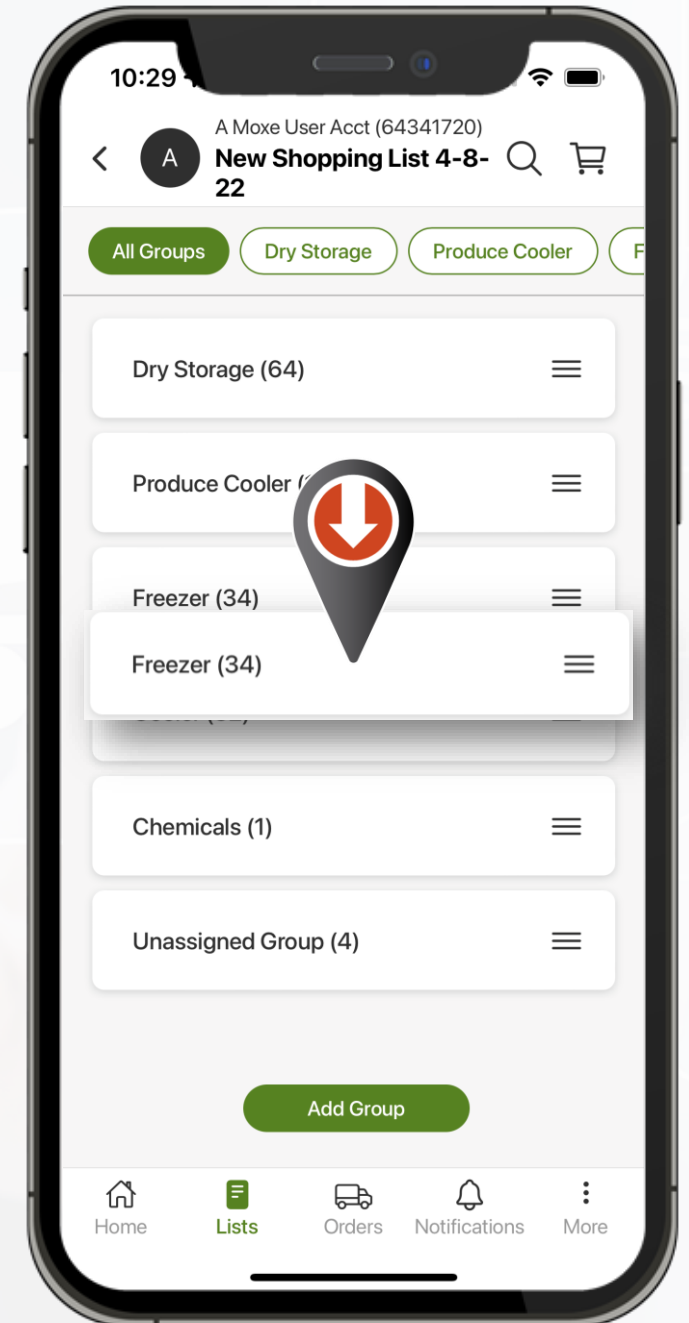 10:29
A Moxe User Acct (64341720)
New Shopping List 4-8-
22
A
All Groups
Dry Storage
Produce Cooler
F
Dry Storage (64)
Produce Cooler
Freezer (34)
Freezer (34)
Chemicals (1)
Unassigned Group (4)
Add Group
Home
Lists
Orders
Notifications
More